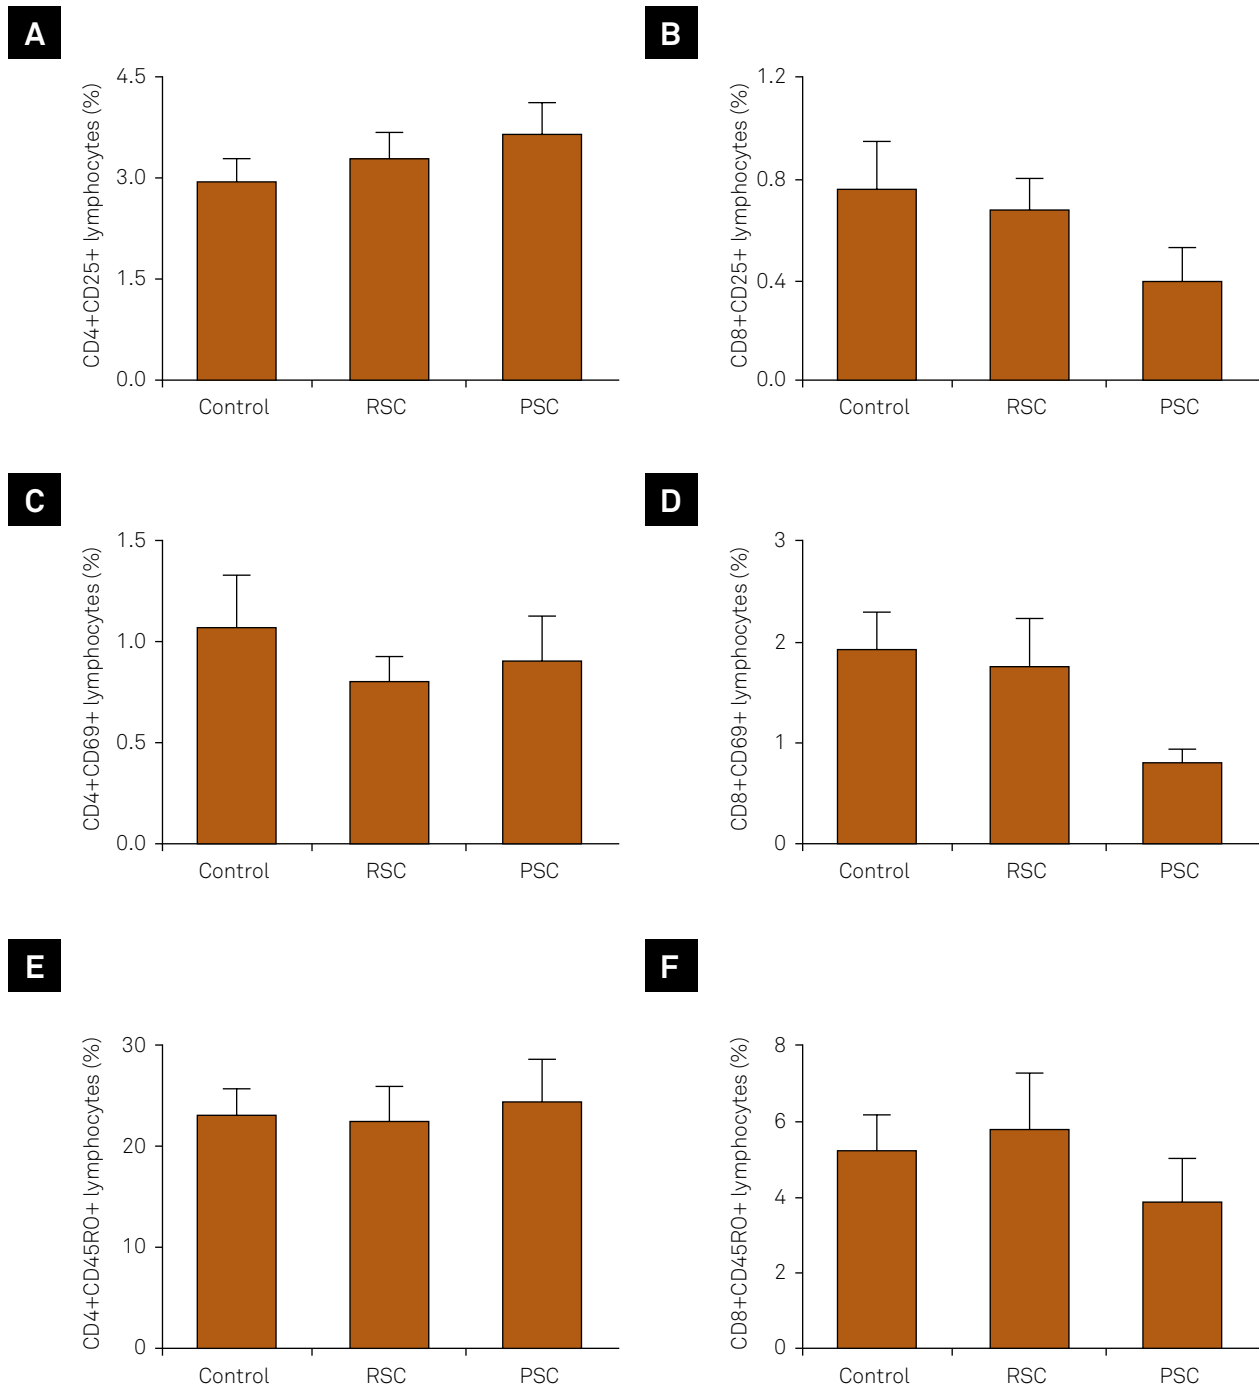 A
CD4+CD25+ lymphocytes (%)
4.5
3.0
1.5
0.0
Control RSC PSC
B
CD8+CD25+ lymphocytes (%)
1.2
0.8
0.4
0.0
Control RSC PSC
C
CD4+CD69+ lymphocytes (%)
1.5
1.0
0.5
0.0
Control RSC PSC
D
CD8+CD69+ lymphocytes (%)
3
2
1
0
Control RSC PSC
E
CD4+CD45RO+ lymphocytes (%)
30
20
10
0
Control RSC PSC
F
CD8+CD45RO+ lymphocytes (%)
8
6
4
2
0
Control RSC PSC